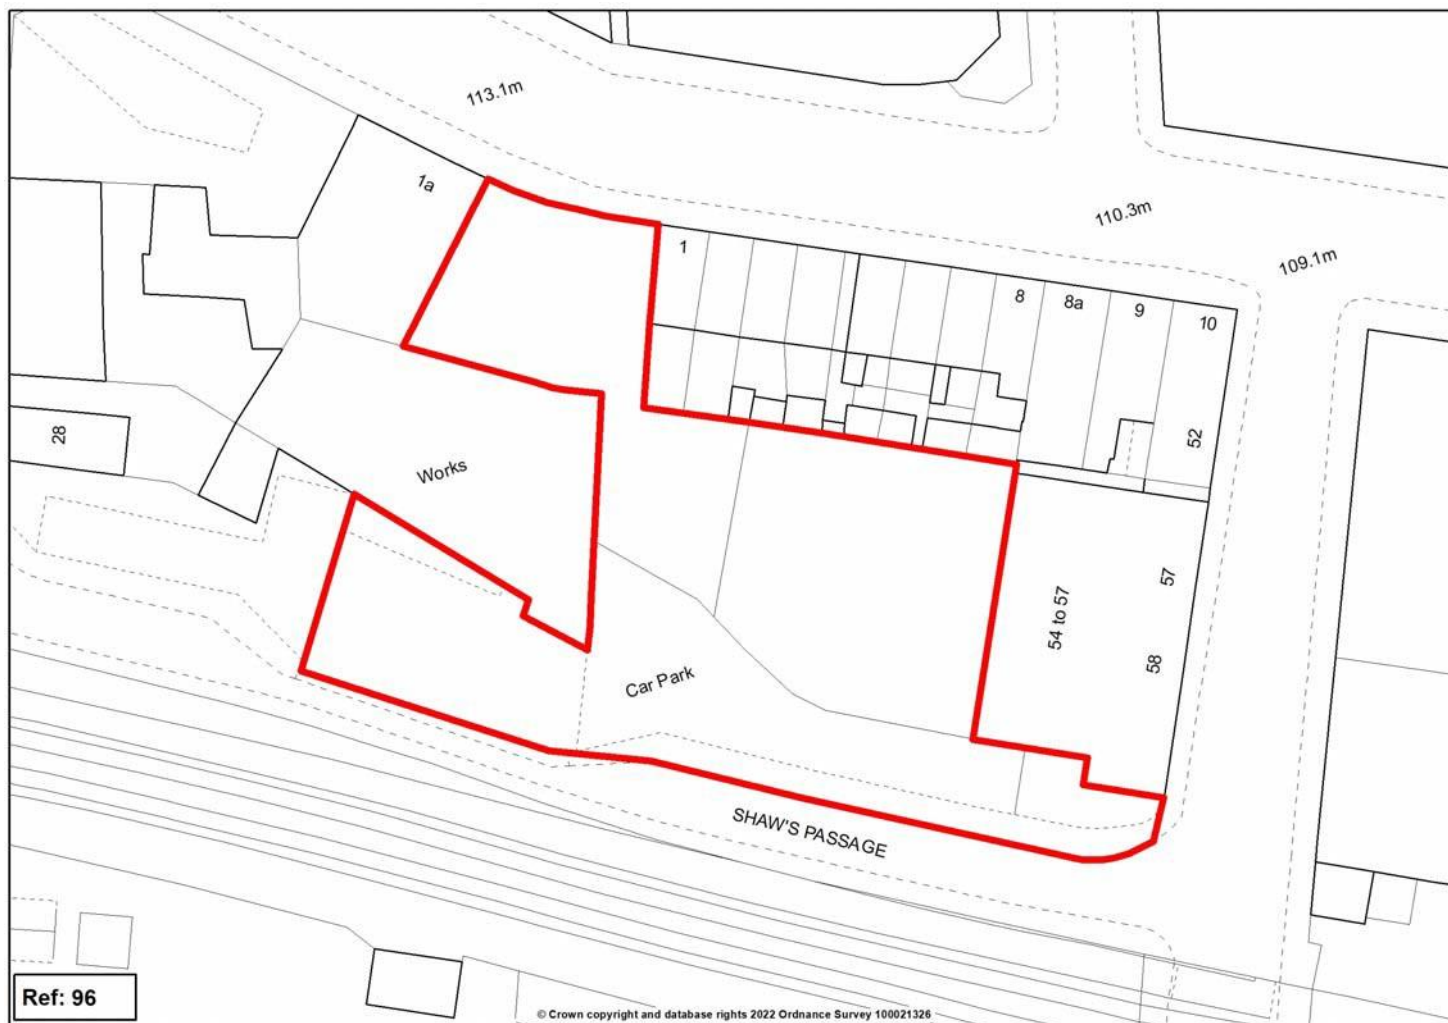 113.1m
1a
110.3m
109.1m
1
8
8a
9
10
52
28
Works
54 to 57
57
58
Car Park
SHAW'S PASSAGE
Ref: 96
© Crown copyright and database rights 2022 Ordnance Survey 100021326